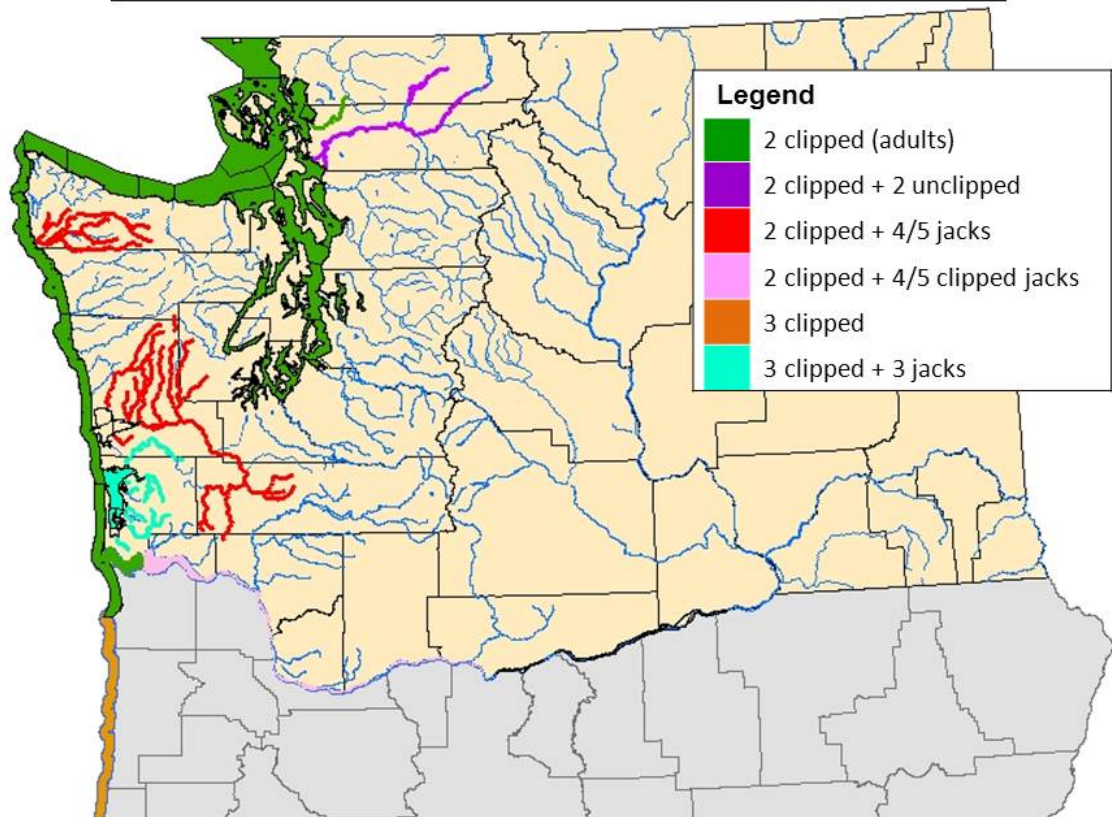 Legend
2 clipped (adults)
2 clipped + 2 unclipped
2 clipped + 4/5 jacks
2 clipped + 4/5 clipped jacks
3 clipped
3 clipped + 3 jacks